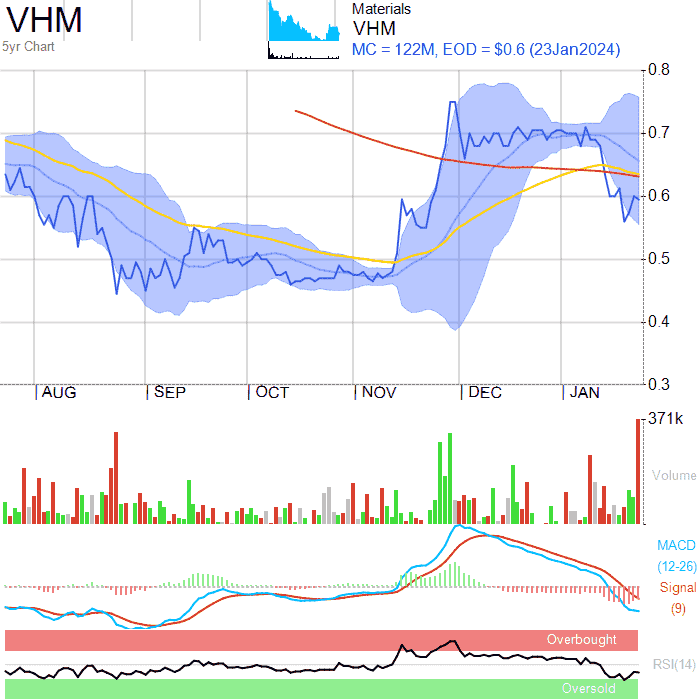 VHM
5yr Chart
Materials
VHM
MC = 122M, EOD = $0.6 (23Jan2024)
0.8
0.7
0.6
0.5
0.4
0.3
AUG SEP OCT NOV DEC JAN
371k
Volume
MACD
(12-26)
Signal
(9)
Overbought
RSI(14)
Oversold